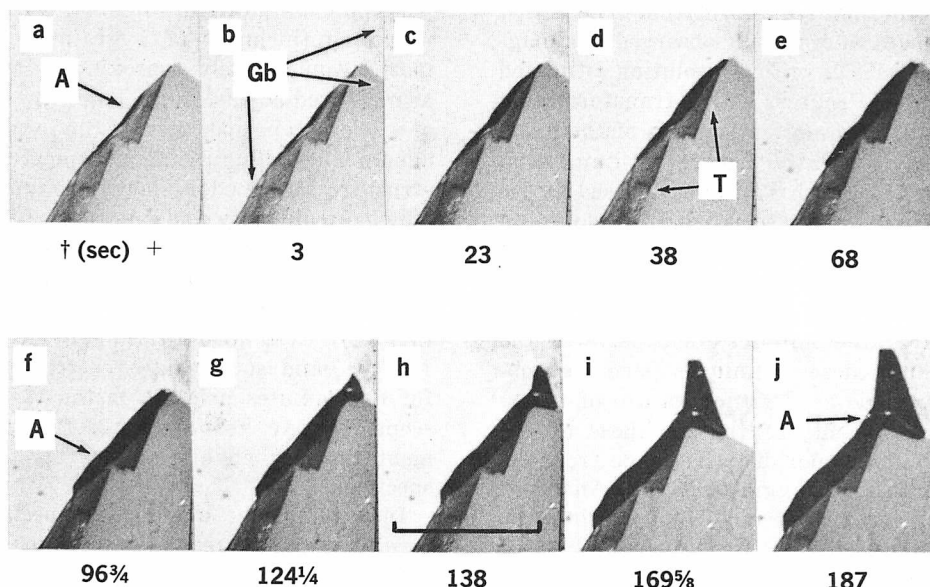 a b c d e
A Gb T
† (sec) + 3 23 38 68
f g h i j
A A
96¾ 124¼ 138 169⅝ 187